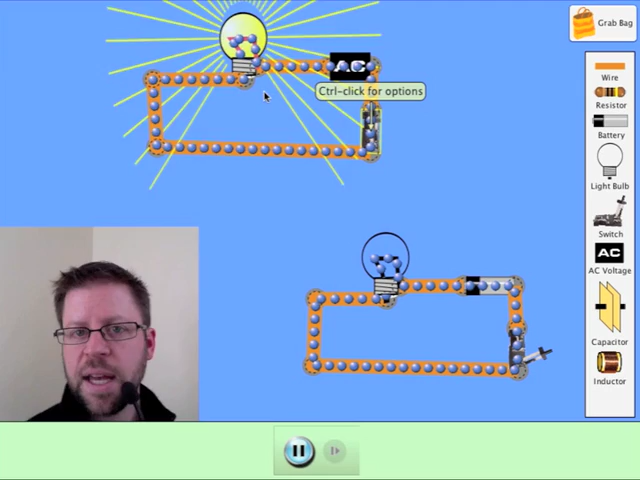 Grab Bag
AC
Ctrl-click for options
Wire
Resistor
Battery
Light Bulb
Switch
AC
AC Voltage
Capacitor
Inductor